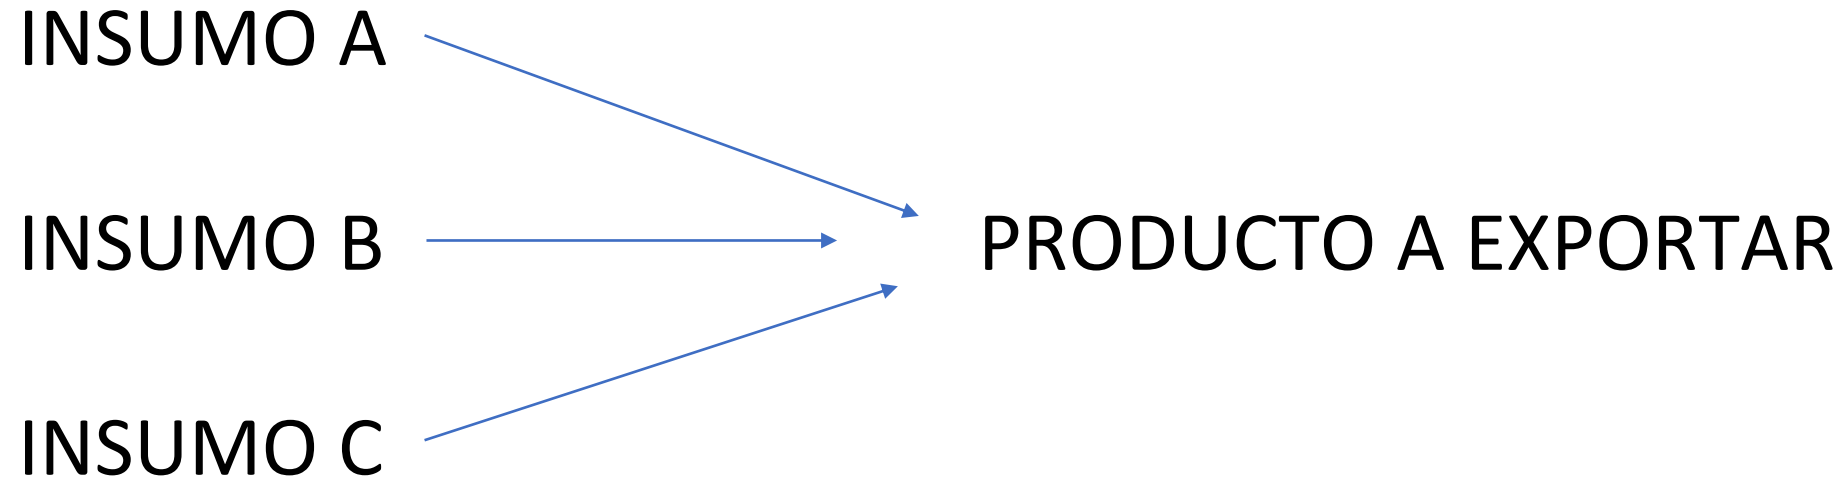 INSUMO A
INSUMO B
PRODUCTO A EXPORTAR
INSUMO C